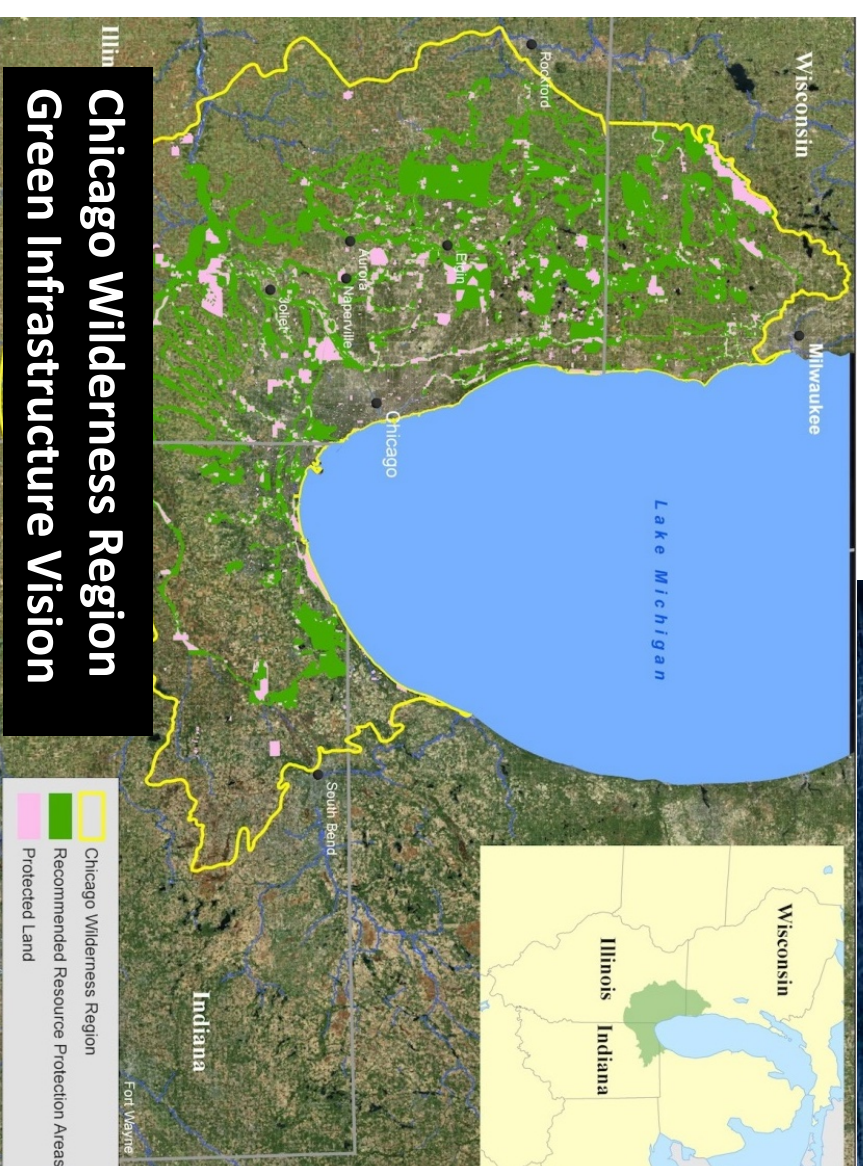 Wisconsin
Milwaukee
Rockford
Lake Michigan
Elgin
Aurora
Naperville
Chicago
Joliet
South Bend
Illin
Indiana
Fort Wayne
Wisconsin
Illinois
Indiana
Chicago Wilderness Region
Green Infrastructure Vision
Chicago Wilderness Region
Recommended Resource Protection Areas
Protected Land